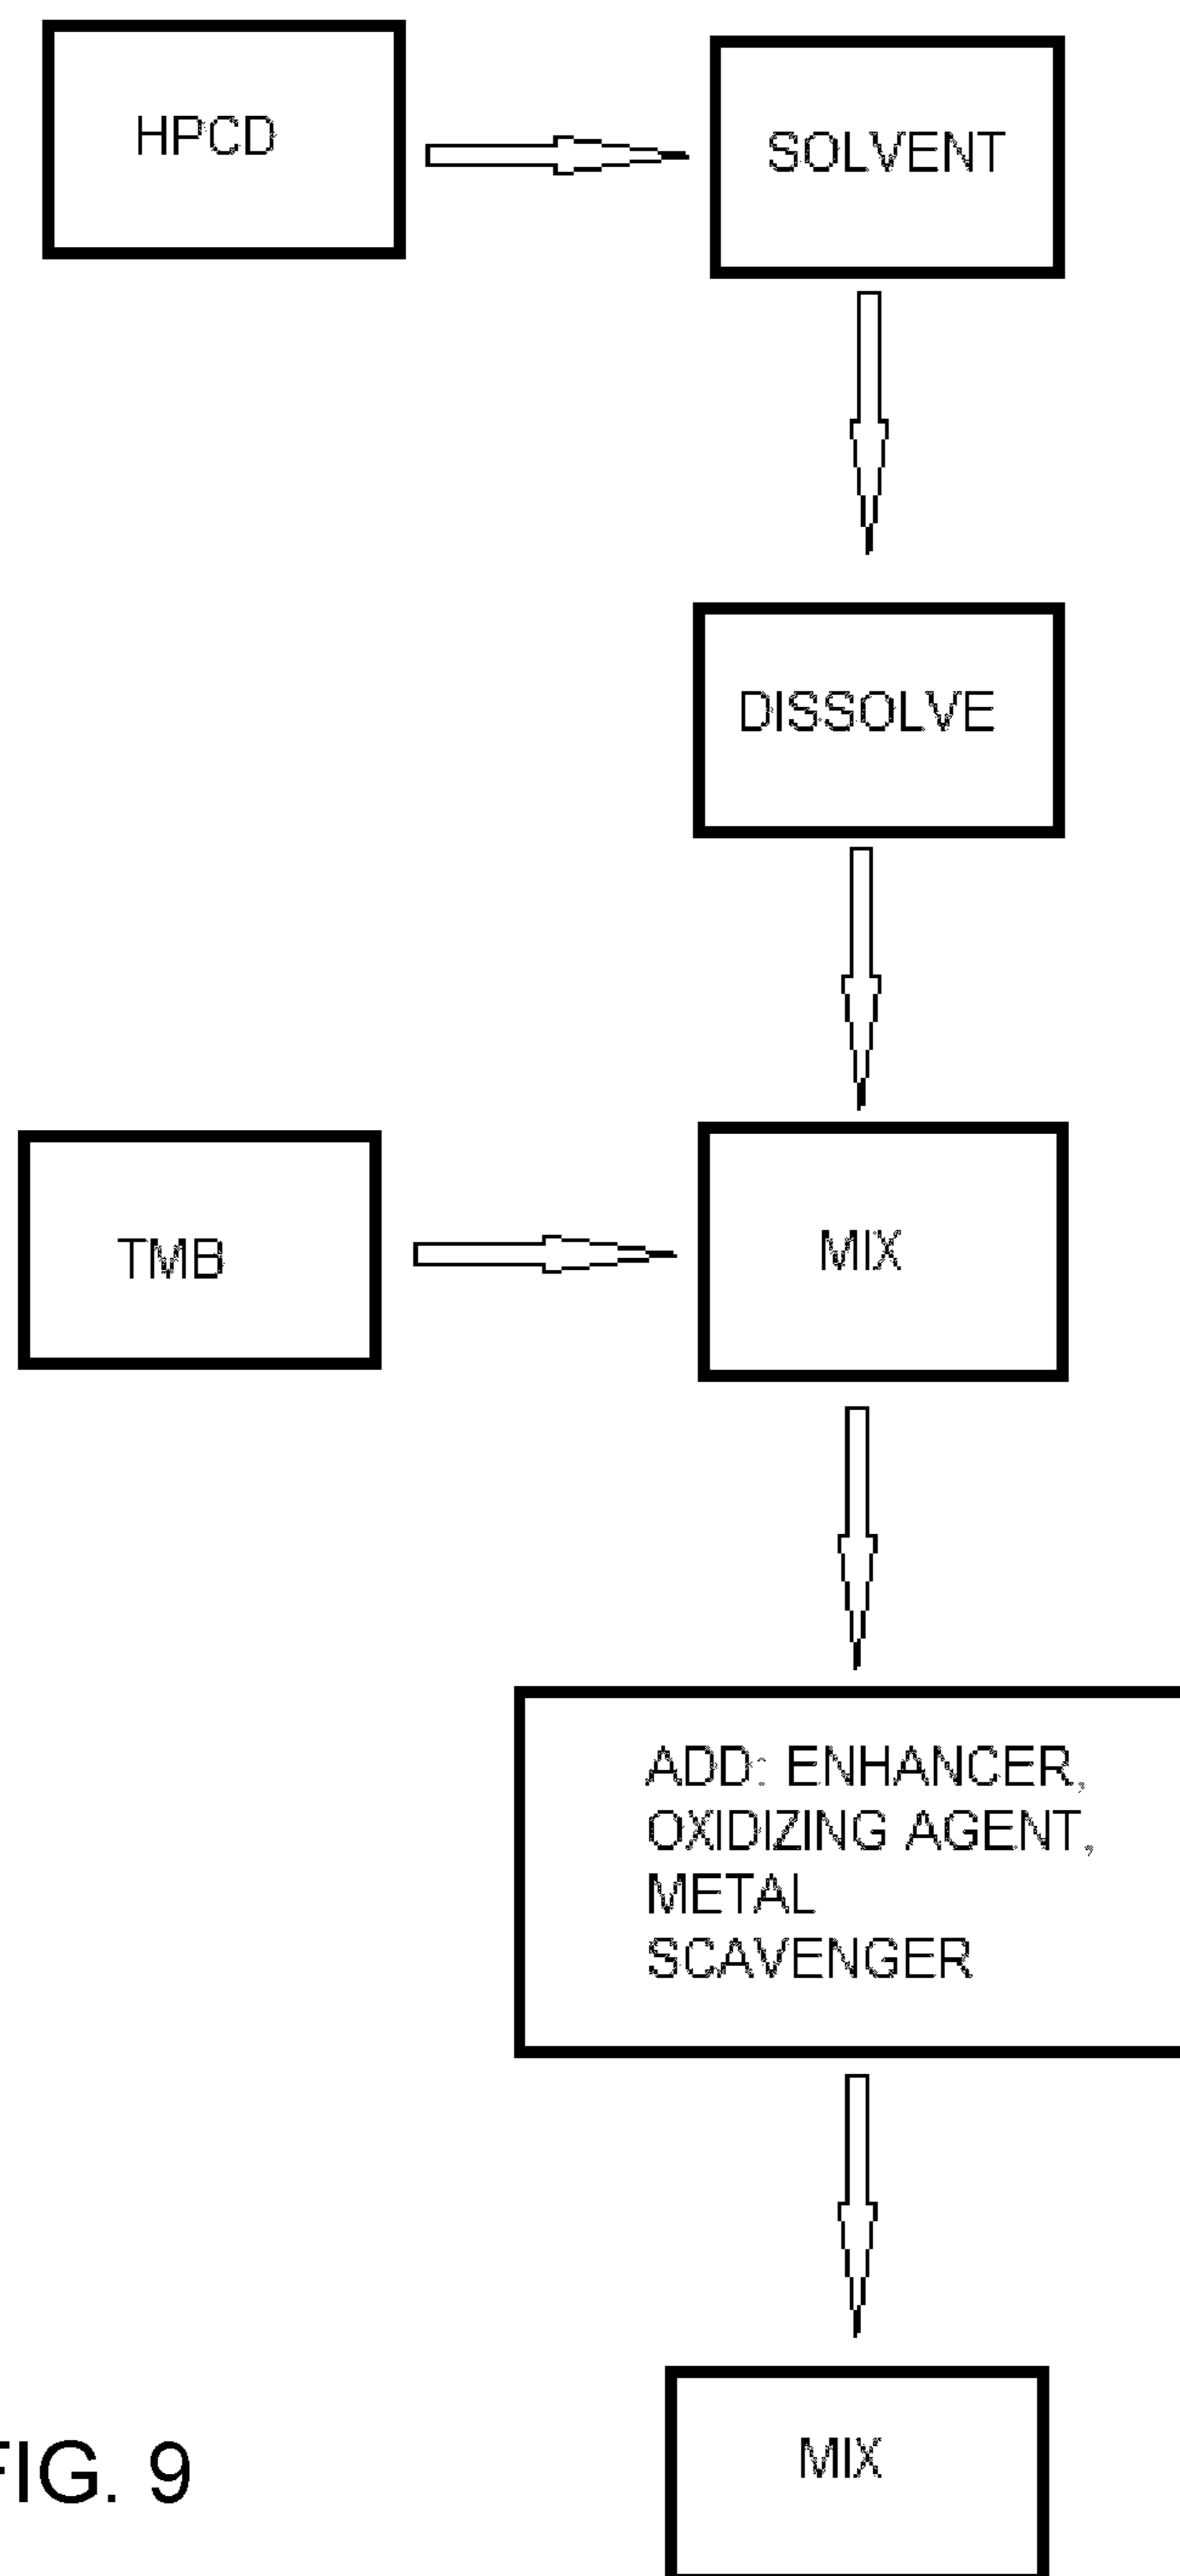 HPCD
SOLVENT
DISSOLVE
TMB
MIX
ADD: ENHANCER,
OXIDIZING AGENT,
METAL
SCAVENGER
MIX
FIG. 9